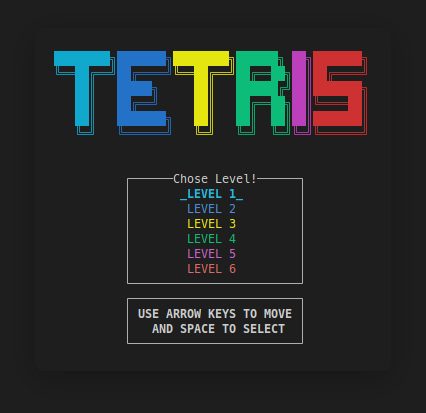 TETRIS
Chose Level!
_LEVEL 1_
LEVEL 2
LEVEL 3
LEVEL 4
LEVEL 5
LEVEL 6
USE ARROW KEYS TO MOVE
AND SPACE TO SELECT